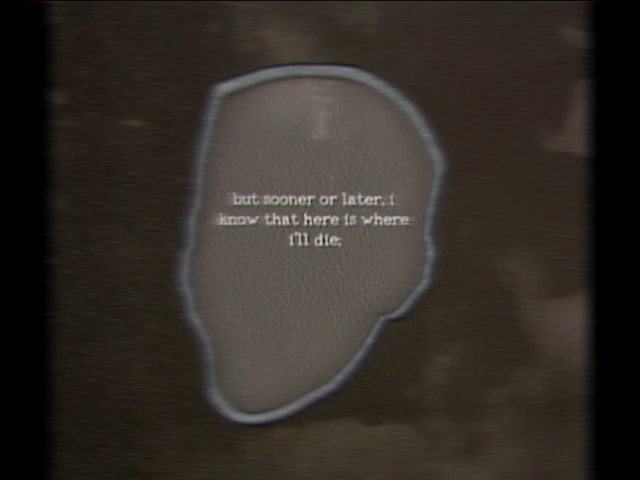 but sooner or later, i
know that here is where
i'll die;